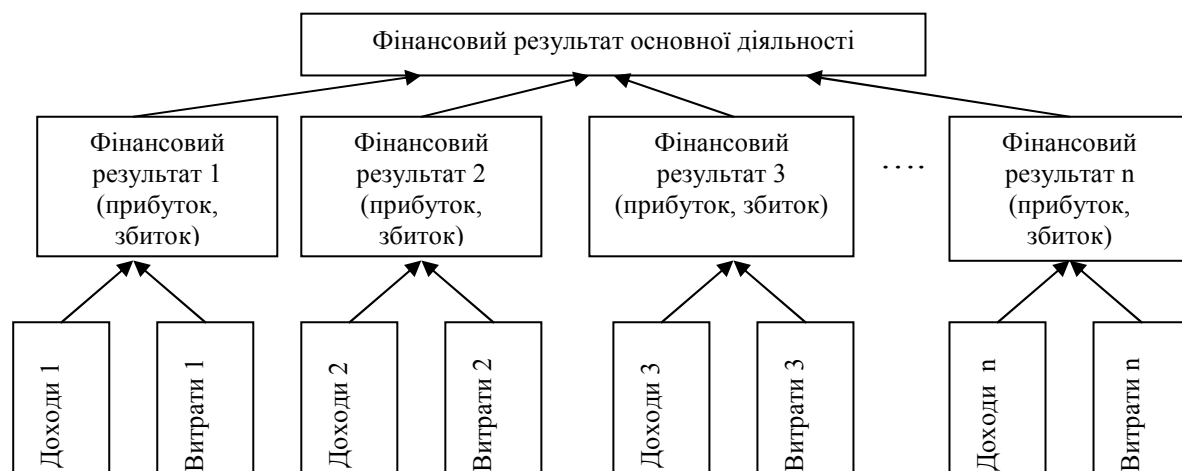 Фінансовий результат основної діяльності
Фінансовий
результат 1
(прибуток,
збиток)
Фінансовий
результат 2
(прибуток,
збиток)
Фінансовий
результат 3
(прибуток, збиток)
....
Фінансовий
результат n
(прибуток,
збиток)
Доходи 1
Витрати 1
Доходи 2
Витрати 2
Доходи 3
Витрати 3
Доходи n
Витрати n